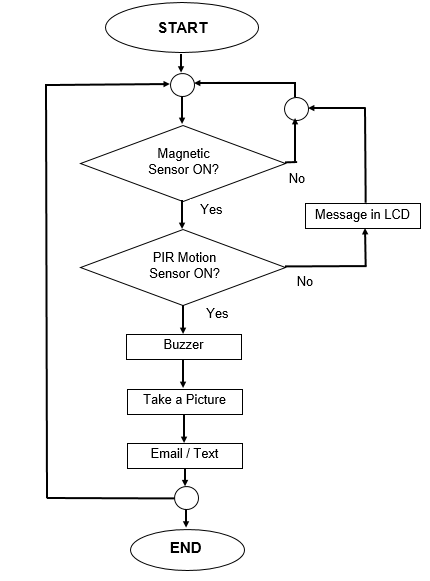 START
Magnetic
Sensor ON?
No
Yes
Message in LCD
PIR Motion
Sensor ON?
No
Yes
Buzzer
Take a Picture
Email / Text
END